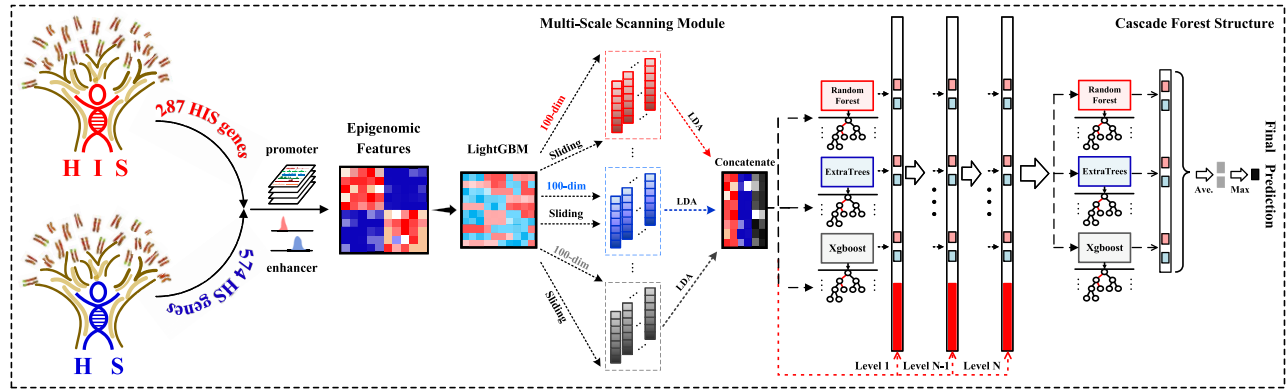 Multi-Scale Scanning Module
Cascade Forest Structure
H I S
287 HIS genes
H S
574 HS genes
promoter
enhancer
Epigenomic
Features
LightGBM
100-dim
Sliding
100-dim
Sliding
100-dim
Sliding
LDA
LDA
LDA
Concatenate
Random
Forest
ExtraTrees
Xgboost
Level 1
Level N-1
Level N
Random
Forest
ExtraTrees
Xgboost
Ave.
Max
Final Prediction